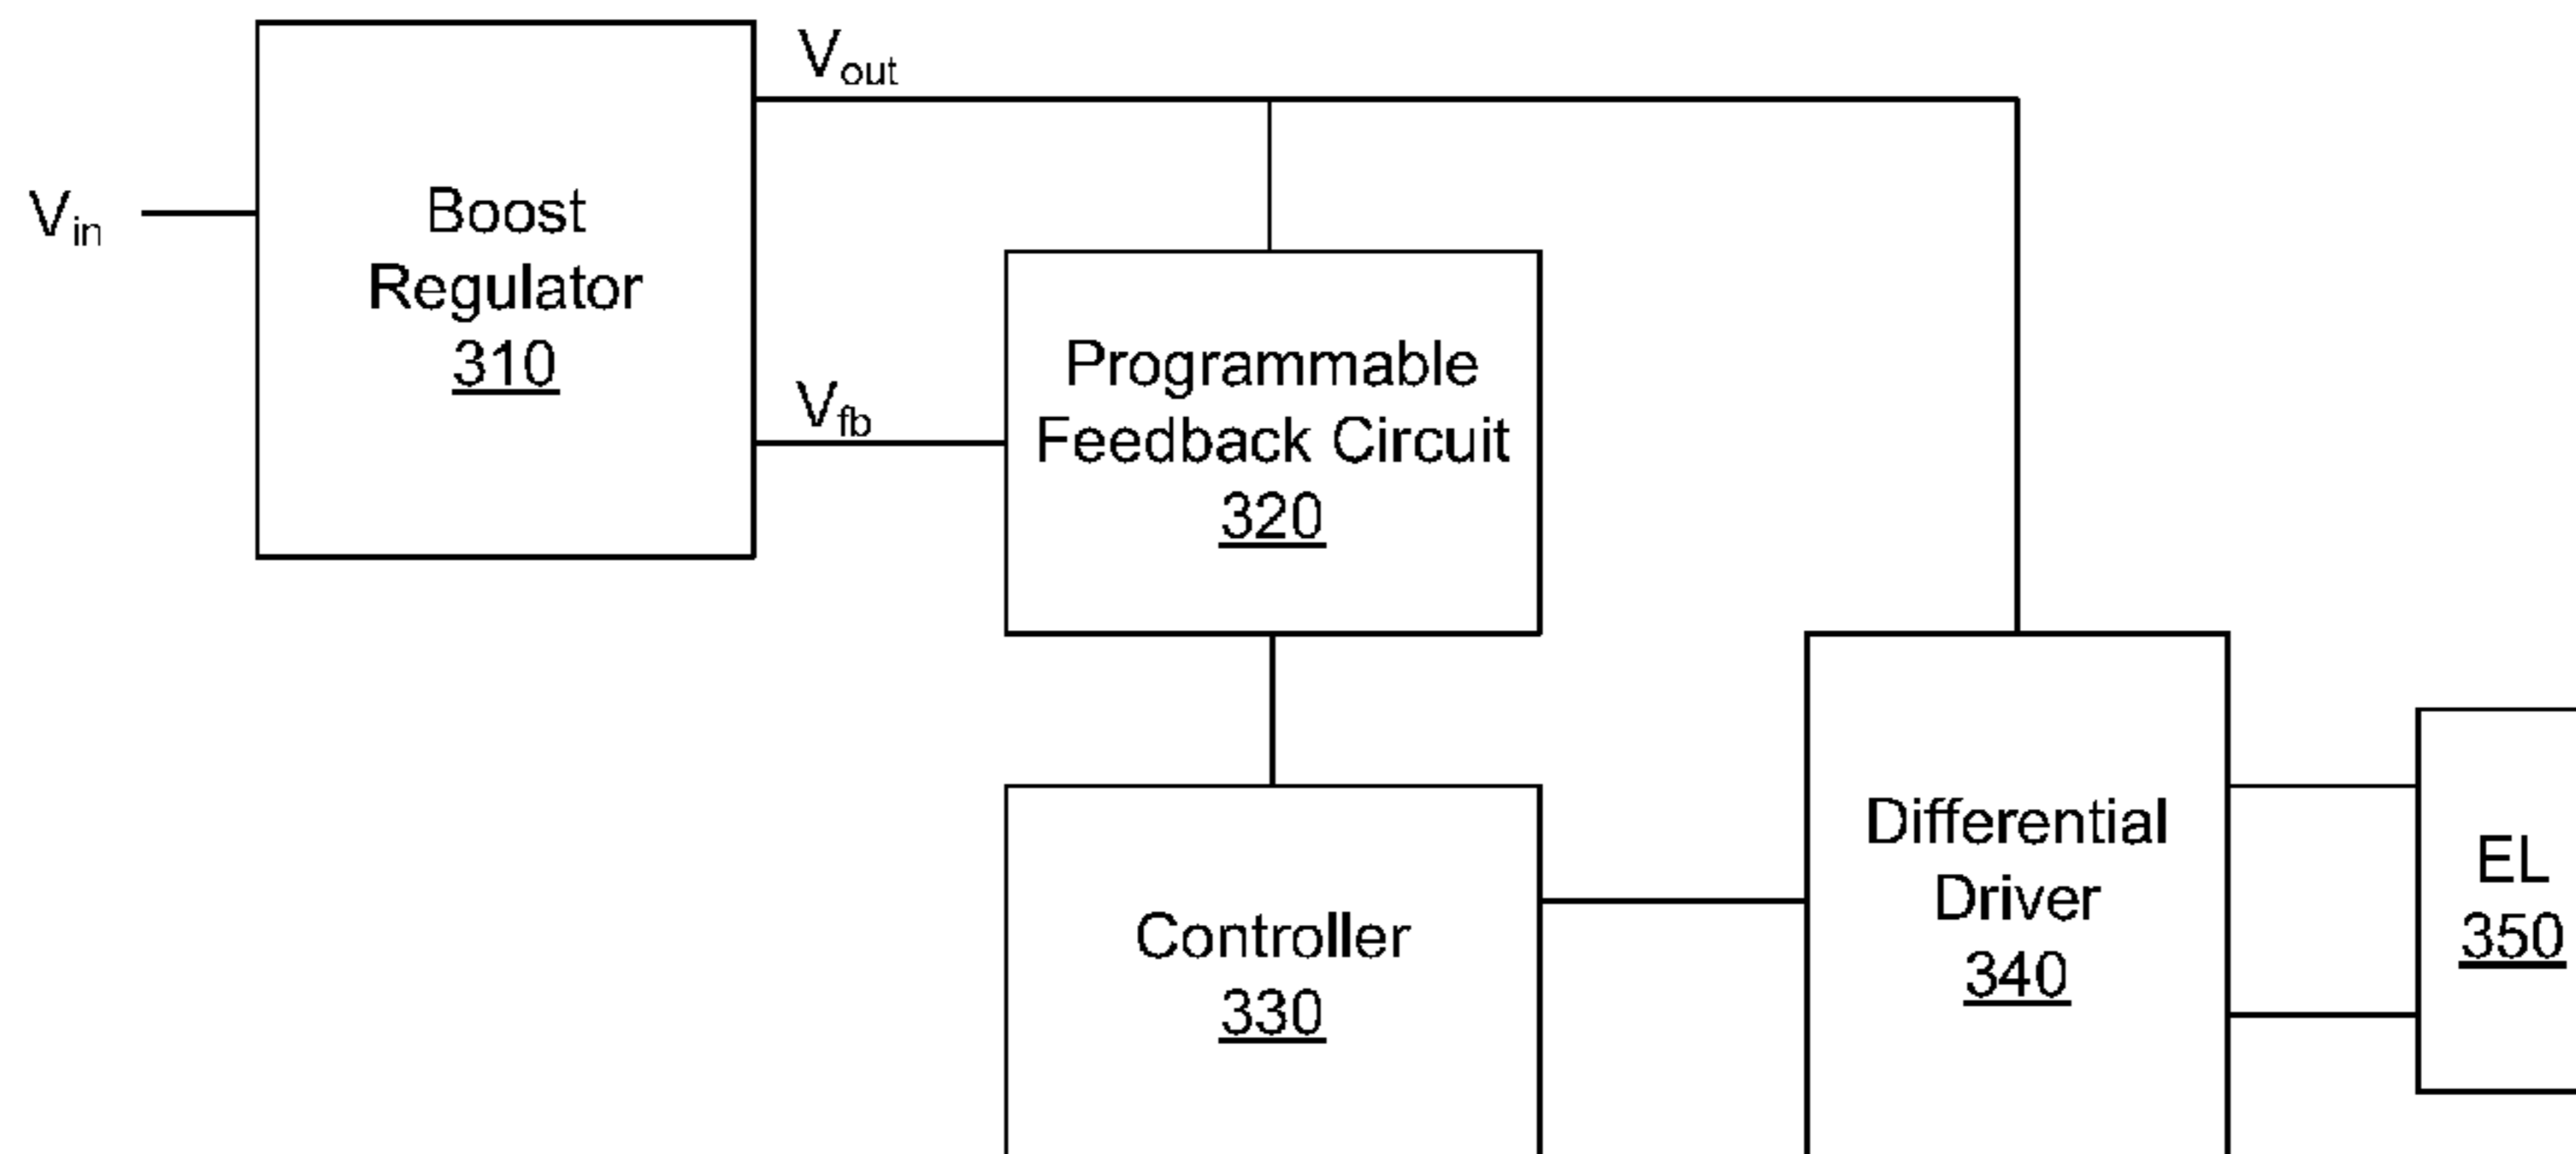 Vout
Vin
Boost
Regulator
310
Vfb
Programmable
Feedback Circuit
320
Controller
330
Differential
Driver
340
EL
350